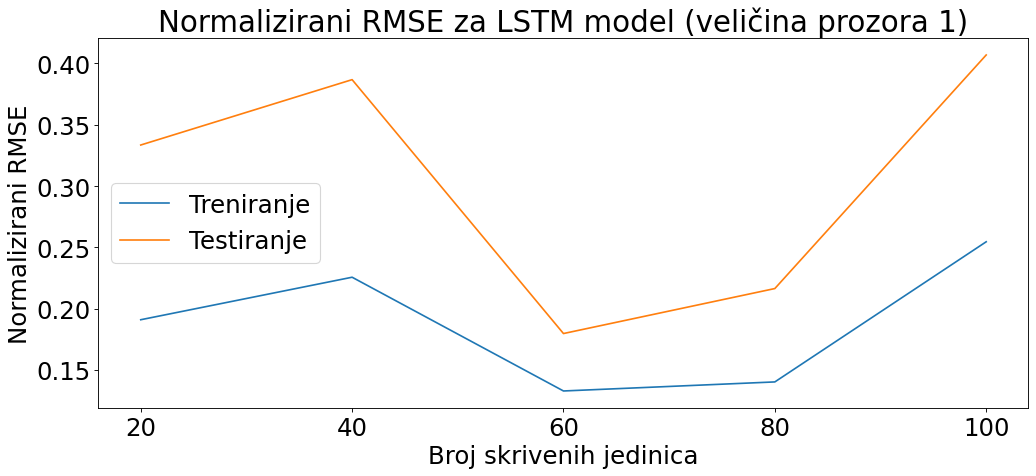 Normalizirani RMSE za LSTM model (veličina prozora 1)
Normalizirani RMSE
0.40
0.35
0.30
0.25
0.20
0.15
Treniranje
Testiranje
20 40 60 80 100
Broj skrivenih jedinica